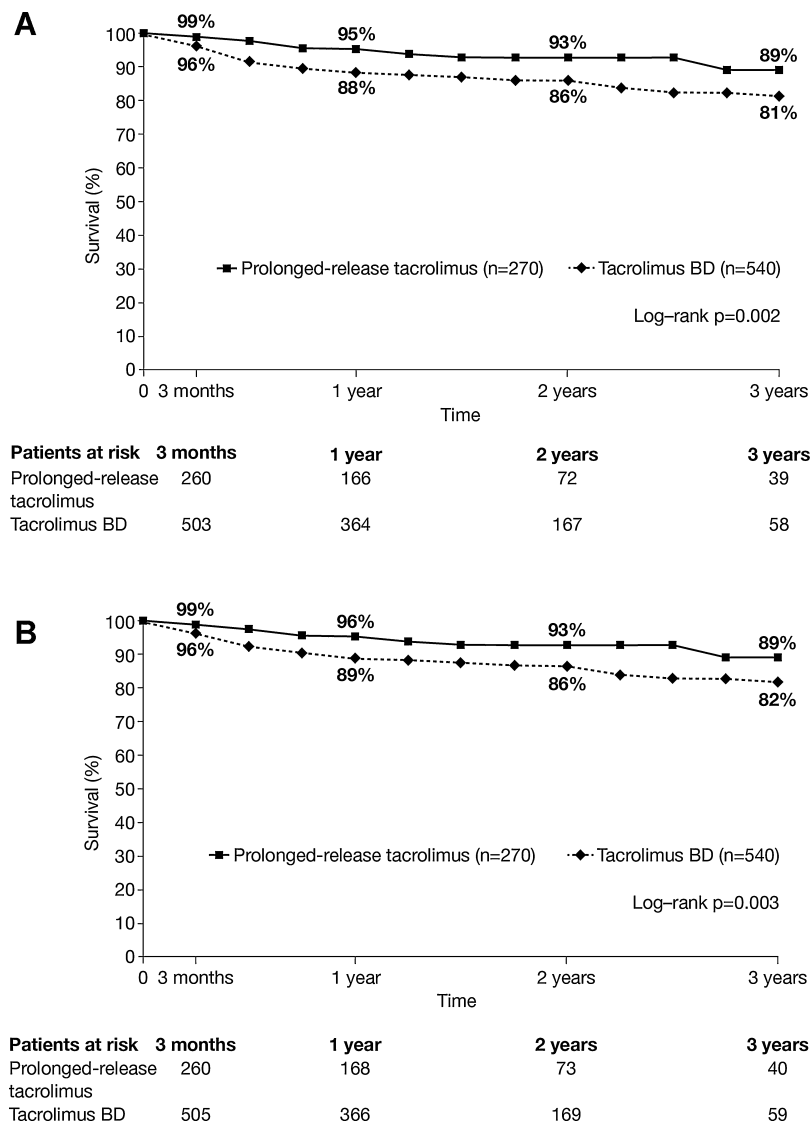 A
100
90
80
70
60
50
40
30
20
10
0
Survival (%)
99%
95%
93%
89%
96%
88%
86%
81%
Prolonged-release tacrolimus (n=270)
Tacrolimus BD (n=540)
Log–rank p=0.002
0 3 months 1 year 2 years 3 years
Time
Patients at risk 3 months 1 year 2 years 3 years
Prolonged-release 260 166 72 39
tacrolimus
Tacrolimus BD 503 364 167 58
B
100
90
80
70
60
50
40
30
20
10
0
Survival (%)
99%
96%
93%
89%
96%
89%
86%
82%
Prolonged-release tacrolimus (n=270)
Tacrolimus BD (n=540)
Log–rank p=0.003
0 3 months 1 year 2 years 3 years
Time
Patients at risk 3 months 1 year 2 years 3 years
Prolonged-release 260 168 73 40
tacrolimus
Tacrolimus BD 505 366 169 59